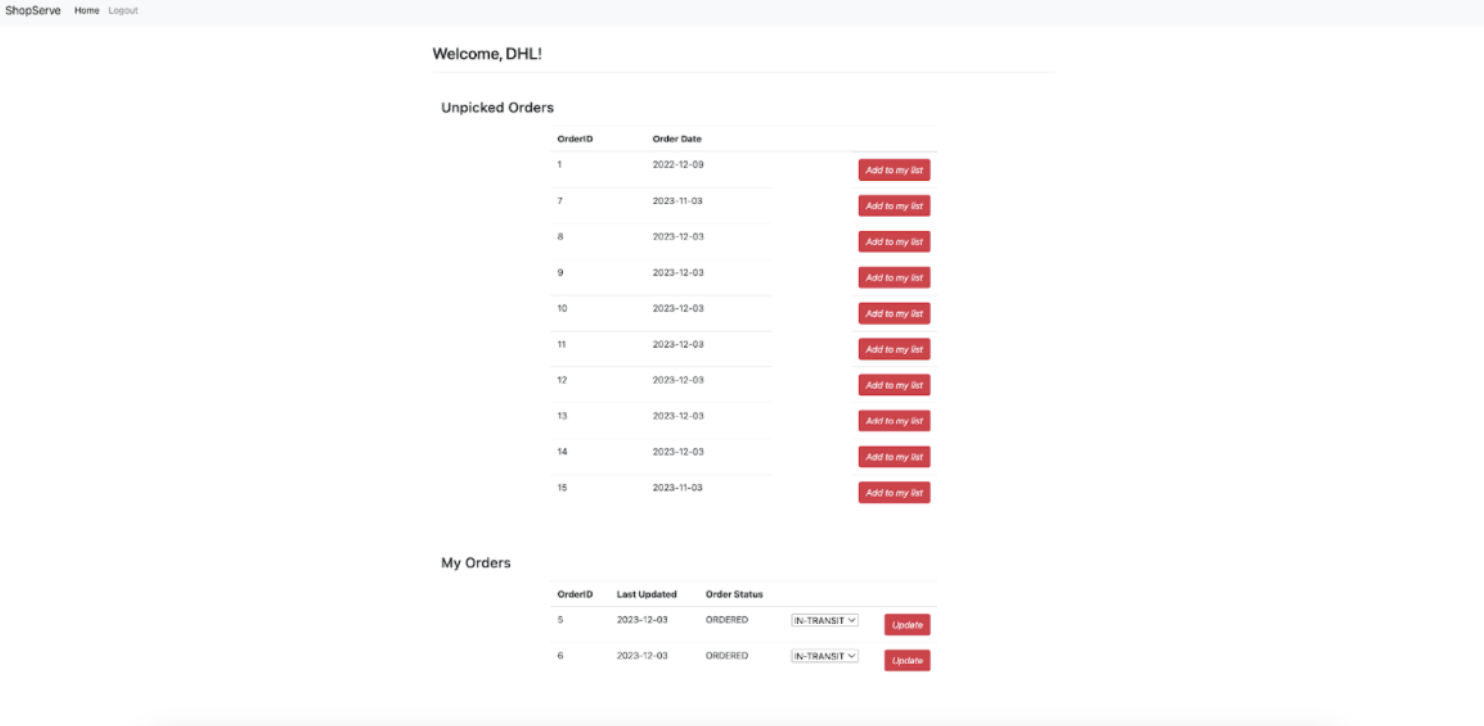 ShopServe Home Logout
Welcome, DHL!
Unpicked Orders
OrderID Order Date
1 2022-12-09 Add to my list
7 2023-11-03 Add to my list
8 2023-12-03 Add to my list
9 2023-12-03 Add to my list
10 2023-12-03 Add to my list
11 2023-12-03 Add to my list
12 2023-12-03 Add to my list
13 2023-12-03 Add to my list
14 2023-12-03 Add to my list
15 2023-11-03 Add to my list
My Orders
OrderID Last Updated Order Status
5 2023-12-03 ORDERED IN-TRANSIT Update
6 2023-12-03 ORDERED IN-TRANSIT Update